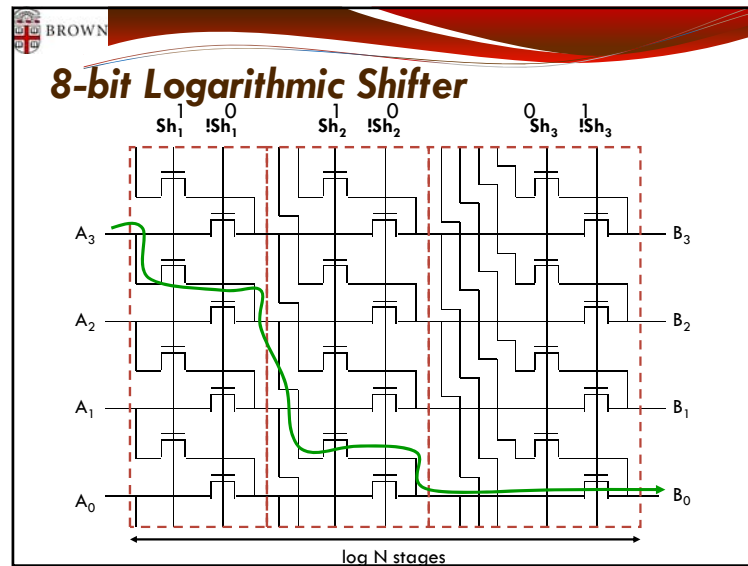 BROWN
8-bit Logarithmic Shifter
1 0 1 0 0 1
Sh₁ !Sh₁ Sh₂ !Sh₂ Sh₃ !Sh₃
A₃ B₃
A₂ B₂
A₁ B₁
A₀ B₀
log N stages